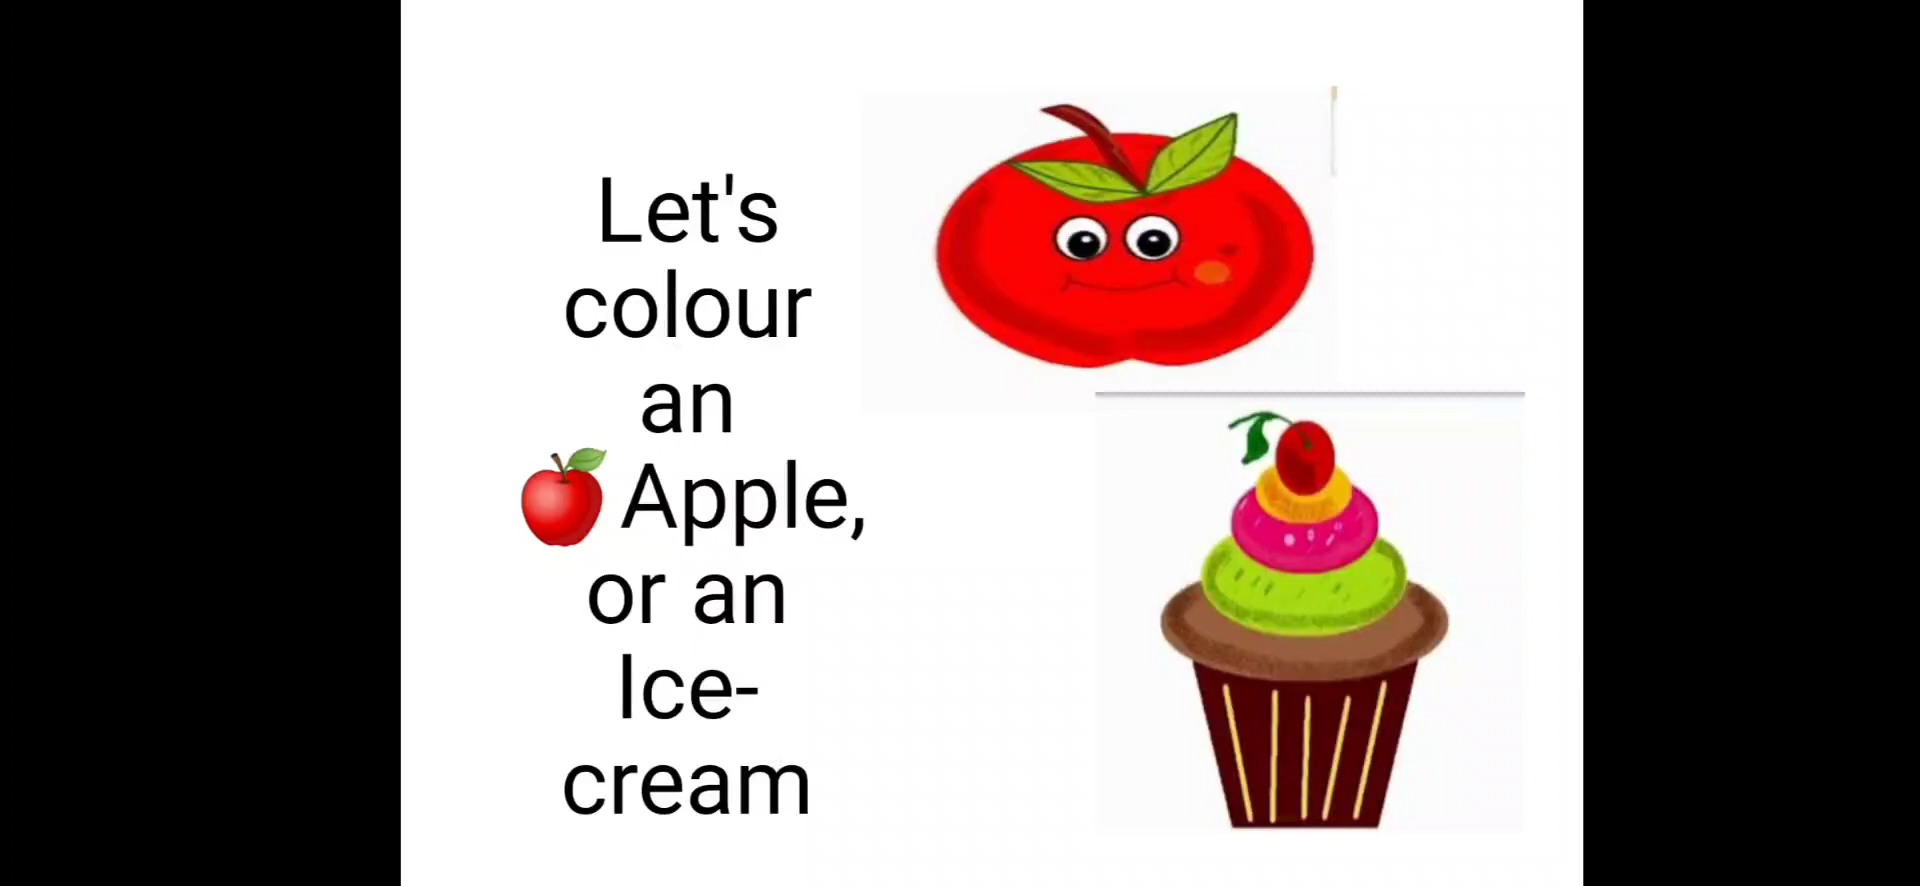 Let's
colour
an
🍎Apple,
or an
Ice-
cream